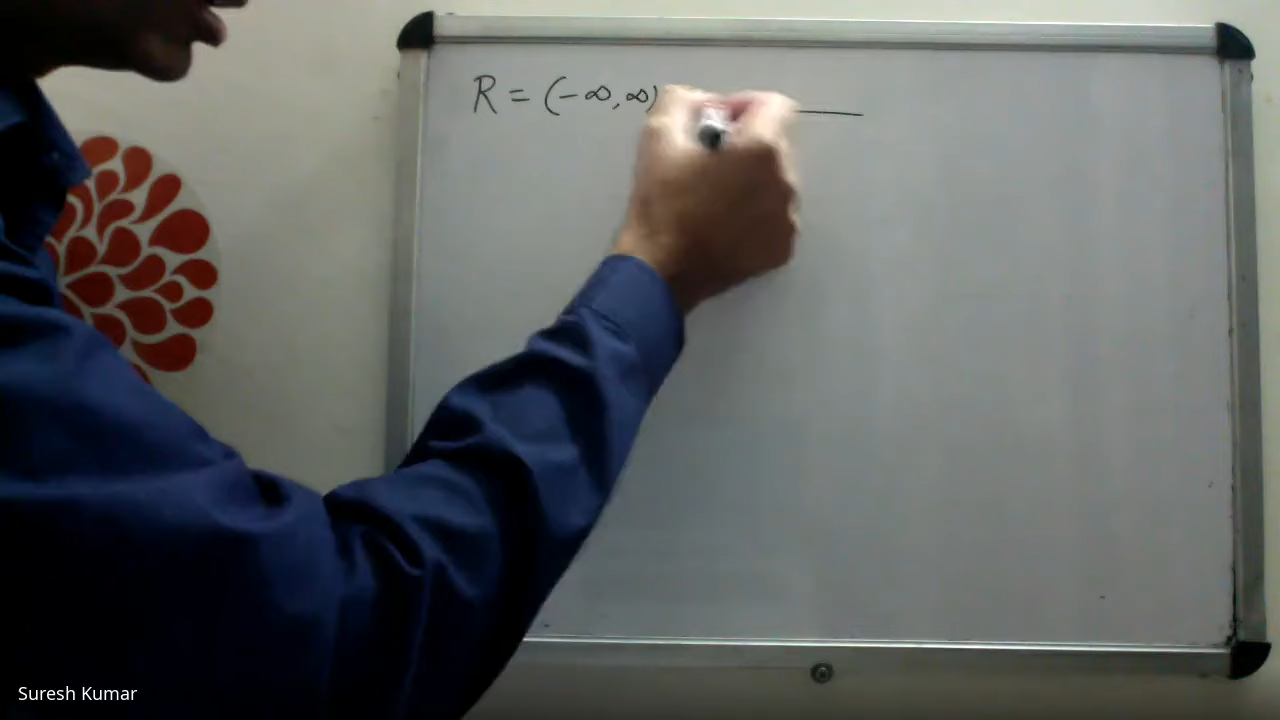 R = (-∞, ∞)
Suresh Kumar